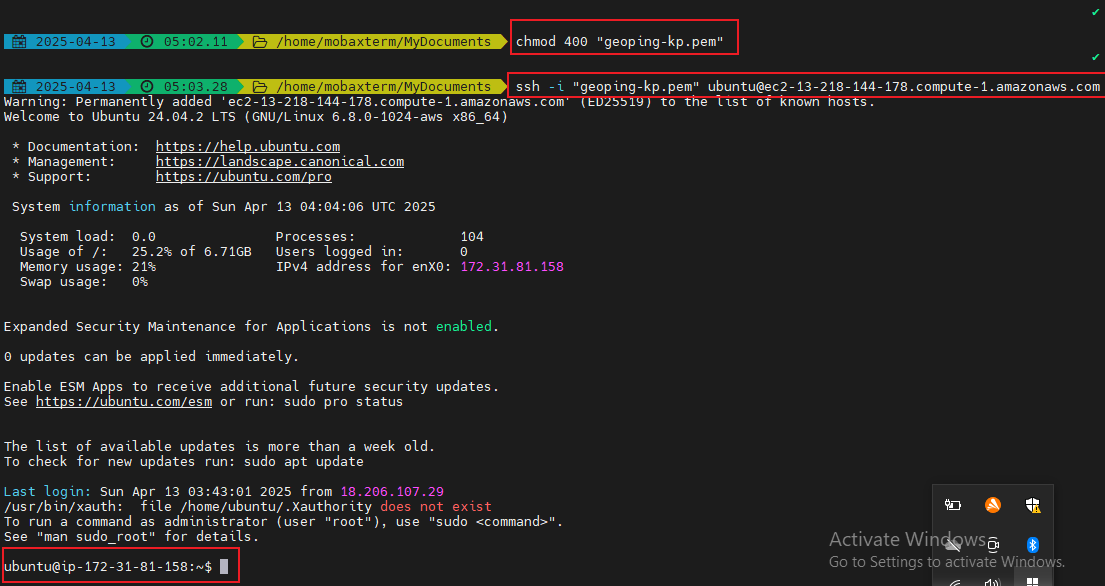 2025-04-13 05:02.11 /home/mobaxterm/MyDocuments chmod 400 "geoping-kp.pem"
2025-04-13 05:03.28 /home/mobaxterm/MyDocuments ssh -i "geoping-kp.pem" ubuntu@ec2-13-218-144-178.compute-1.amazonaws.com
Warning: Permanently added 'ec2-13-218-144-178.compute-1.amazonaws.com' (ED25519) to the list of known hosts.
Welcome to Ubuntu 24.04.2 LTS (GNU/Linux 6.8.0-1024-aws x86_64)
* Documentation: https://help.ubuntu.com
* Management: https://landscape.canonical.com
* Support: https://ubuntu.com/pro
System information as of Sun Apr 13 04:04:06 UTC 2025
System load: 0.0 Processes: 104
Usage of /: 25.2% of 6.71GB Users logged in: 0
Memory usage: 21% IPv4 address for enX0: 172.31.81.158
Swap usage: 0%
Expanded Security Maintenance for Applications is not enabled.
0 updates can be applied immediately.
Enable ESM Apps to receive additional future security updates.
See https://ubuntu.com/esm or run: sudo pro status
The list of available updates is more than a week old.
To check for new updates run: sudo apt update
Last login: Sun Apr 13 03:43:01 2025 from 18.206.107.29
/usr/bin/xauth: file /home/ubuntu/.Xauthority does not exist
To run a command as administrator (user "root"), use "sudo <command>".
See "man sudo_root" for details.
ubuntu@ip-172-31-81-158:~$
Activate Windows
Go to Settings to activate Windows.